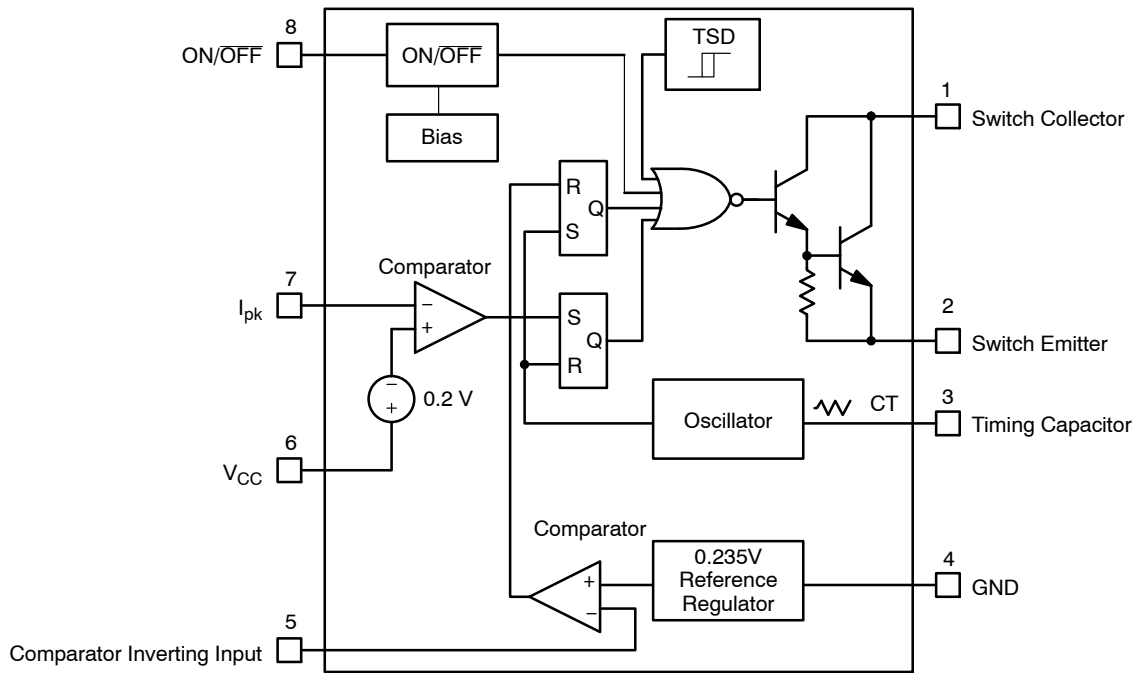 8
ON/OFF
ON/OFF
TSD
Bias
1
Switch Collector
R
Q
S
Comparator
7
Ipk
−
+
S
Q
R
2
Switch Emitter
−
+
0.2 V
6
VCC
Oscillator
CT
3
Timing Capacitor
Comparator
+
−
0.235V
Reference
Regulator
4
GND
5
Comparator Inverting Input